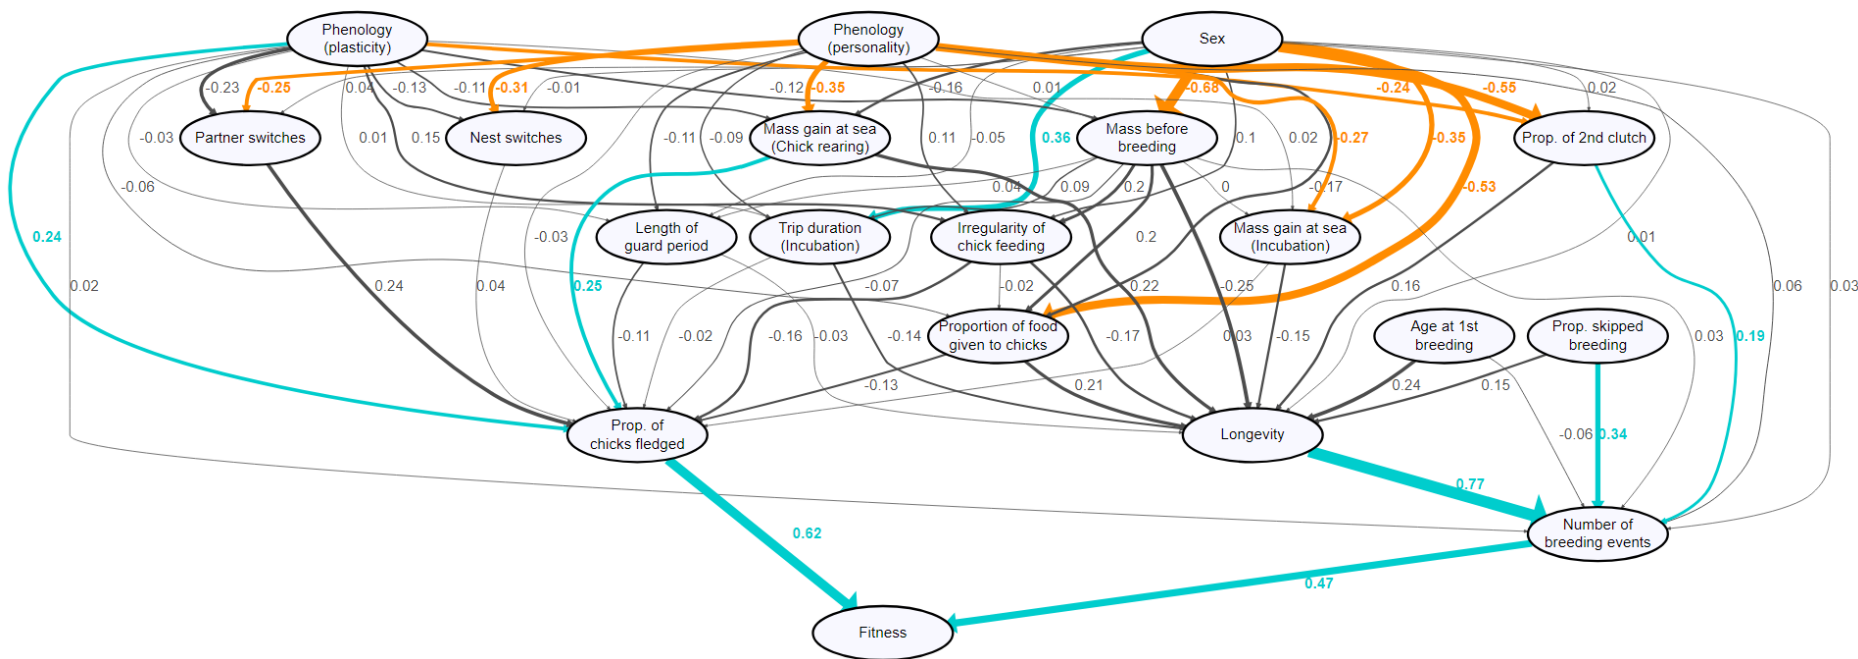 Phenology
(plasticity)
Phenology
(personality)
Sex
-0.23
-0.25
0.04
-0.13
-0.11
-0.31
-0.01
-0.12
-0.35
-0.16
0.01
-0.68
-0.24
-0.55
0.02
-0.03
Partner switches
0.01
0.15
Nest switches
-0.11
-0.09
Mass gain at sea
(Chick rearing)
0.11
-0.05
0.36
Mass before
breeding
0.1
0.02
-0.27
-0.35
Prop. of 2nd clutch
-0.06
0.04
0.09
0.2
0
-0.17
-0.53
0.24
-0.03
Length of
guard period
Trip duration
(Incubation)
Irregularity of
chick feeding
0.2
Mass gain at sea
(Incubation)
0.01
0.02
0.24
0.04
0.25
-0.07
-0.02
0.22
-0.25
0.16
0.06
0.03
-0.11
-0.02
-0.16
-0.03
-0.14
Proportion of food
given to chicks
-0.17
0.03
-0.15
Age at 1st
breeding
Prop. skipped
breeding
0.03
0.19
-0.13
0.21
0.24
0.15
Prop. of
chicks fledged
Longevity
-0.06
0.34
0.77
0.62
Number of
breeding events
0.47
Fitness